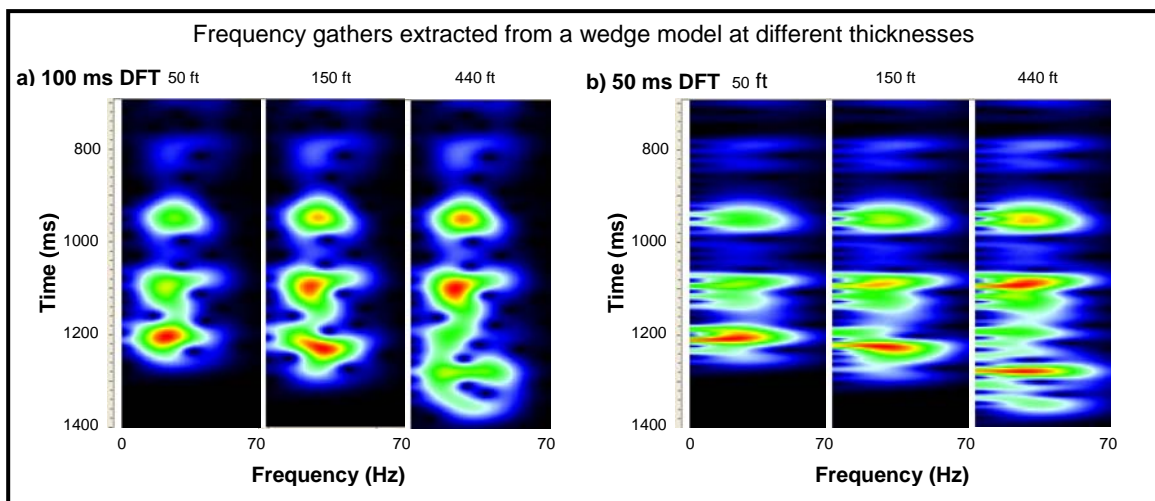 Frequency gathers extracted from a wedge model at different thicknesses
a) 100 ms DFT 50 ft 150 ft 440 ft
800
1000
1200
1400
Time (ms)
0 70 70 70
Frequency (Hz)
b) 50 ms DFT 50 ft 150 ft 440 ft
800
1000
1200
1400
Time (ms)
0 70 70 70
Frequency (Hz)